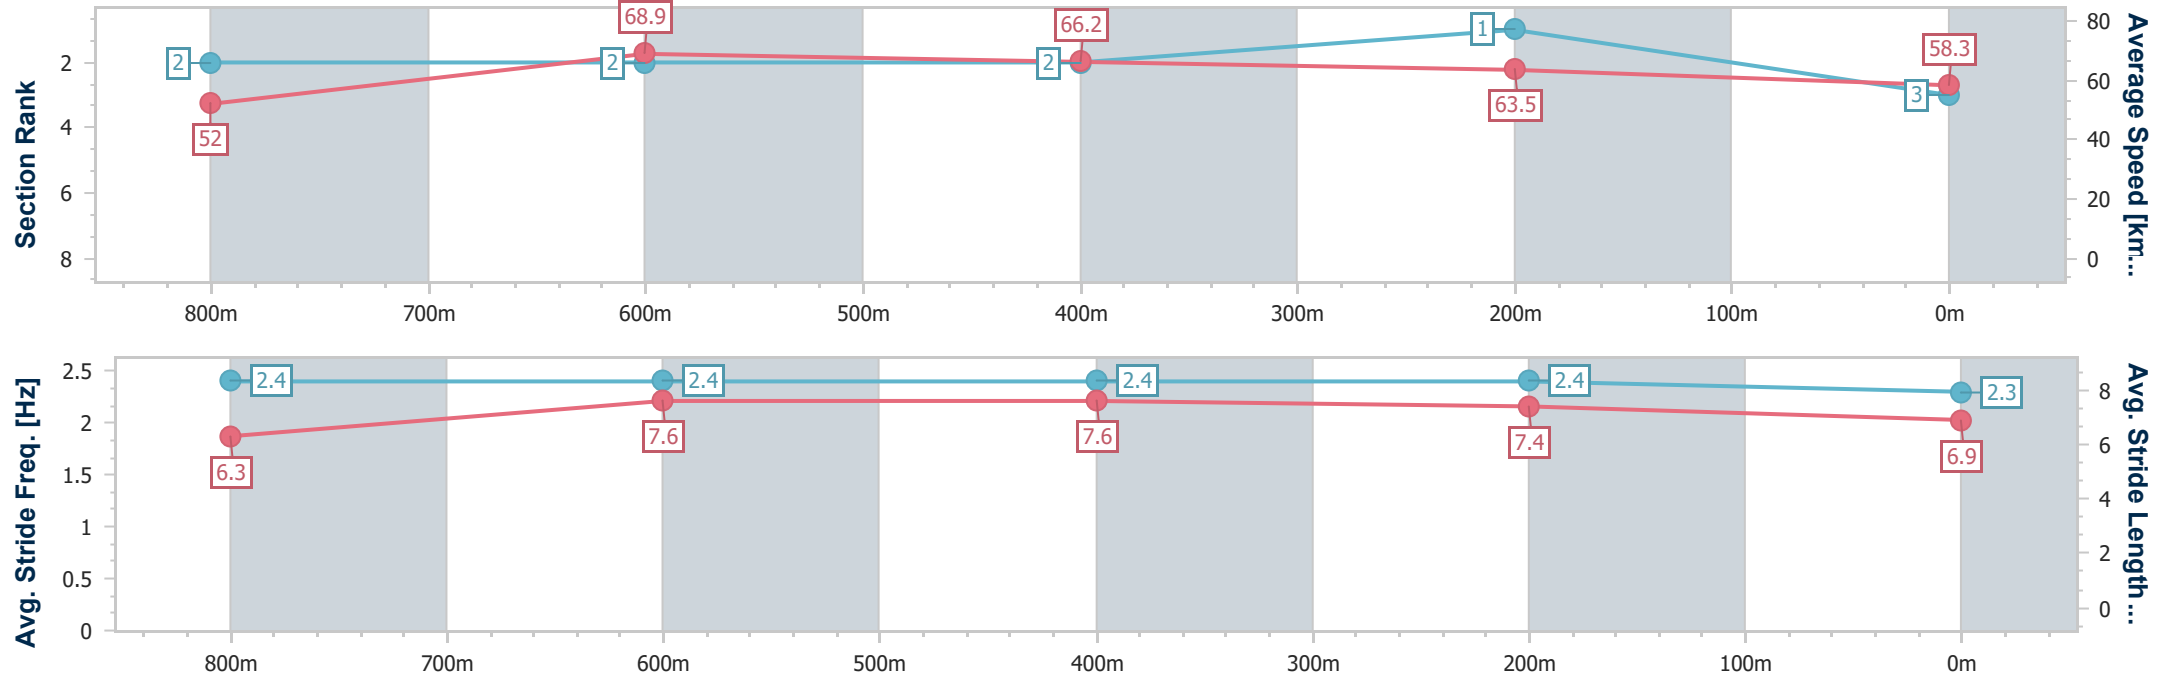 Section Rank
2
4
6
8
2
52
2
68.9
2
66.2
1
63.5
3
58.3
80
60
40
20
0
Average Speed [km...
800m
700m
600m
500m
400m
300m
200m
100m
0m
Avg. Stride Freq. [Hz]
2.5
2
1.5
1
0.5
0
2.4
6.3
2.4
7.6
2.4
7.6
2.4
7.4
2.3
6.9
8
6
4
2
0
Avg. Stride Length...
800m
700m
600m
500m
400m
300m
200m
100m
0m